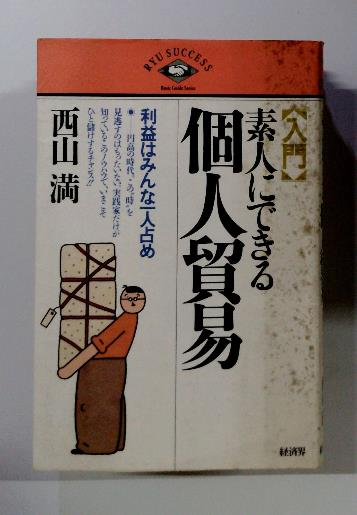 RYU SUCCESS
Basic Guide Series
【入門】
素人にできる
個人貿易
利益はみんな一人占め
●円高の時代、この“時”を
見逃すのはもったいない。実践家だけが
知っているこのノウハウで、いまこそ
ひと儲けするチャンス!!
西山 満
経済界